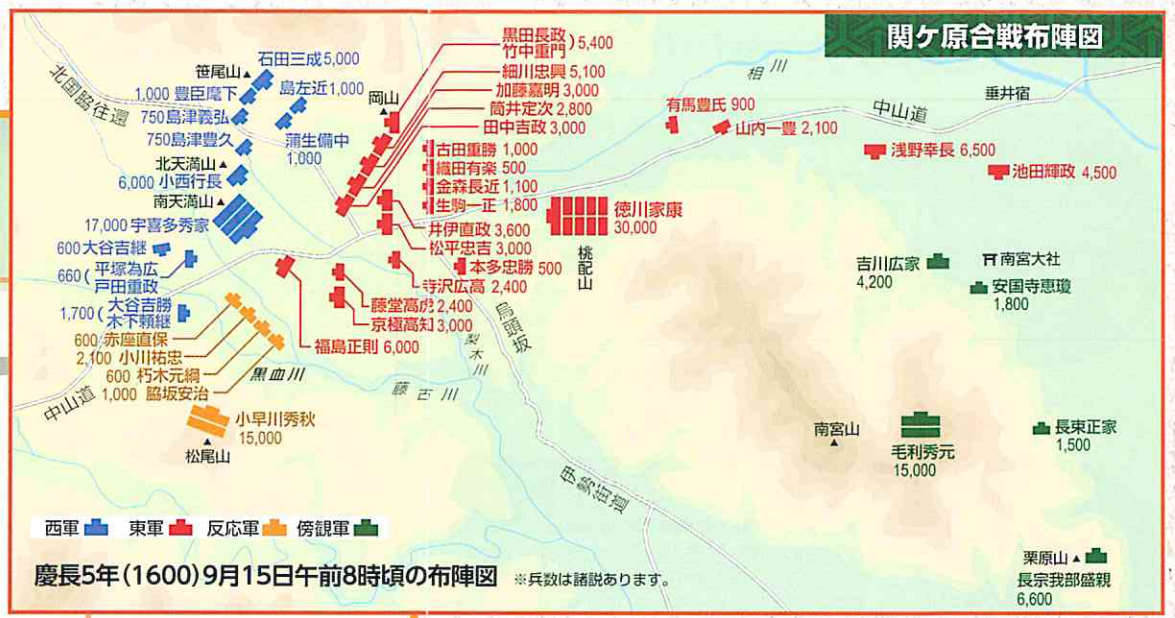 関ケ原合戦布陣図
黒田長政
竹中重門
)5,400
細川忠興 5,100
加藤嘉明 3,000
筒井定次 2,800
田中吉政 3,000
石田三成 5,000
笹尾山
島左近 1,000
1,000 豊臣麾下
岡山
北国脇往還
750 島津義弘
蒲生備中
1,000
750 島津豊久
北天満山
6,000 小西行長
南天満山
17,000 宇喜多秀家
600 大谷吉継
660(
平塚為広
戸田重政
1,700(
大谷吉勝
木下頼継
600 赤座直保
2,100 小川祐忠
600 朽木元綱
1,000 脇坂安治
黒血川
中山道
小早川秀秋
15,000
松尾山
古田重勝 1,000
織田有楽 500
金森長近 1,100
生駒一正 1,800
井伊直政 3,600
松平忠吉 3,000
本多忠勝 500
寺沢広高 2,400
藤堂高虎 2,400
京極高知 3,000
福島正則 6,000
徳川家康
30,000
桃配山
烏頭坂
梨木川
藤古川
伊勢街道
相川
有馬豊氏 900
山内一豊 2,100
中山道
垂井宿
浅野幸長 6,500
池田輝政 4,500
吉川広家
4,200
南宮大社
安国寺恵瓊
1,800
南宮山
毛利秀元
15,000
長束正家
1,500
栗原山
長宗我部盛親
6,600
西軍 東軍 反応軍 傍観軍
慶長5年(1600)9月15日午前8時頃の布陣図 ※兵数は諸説あります。